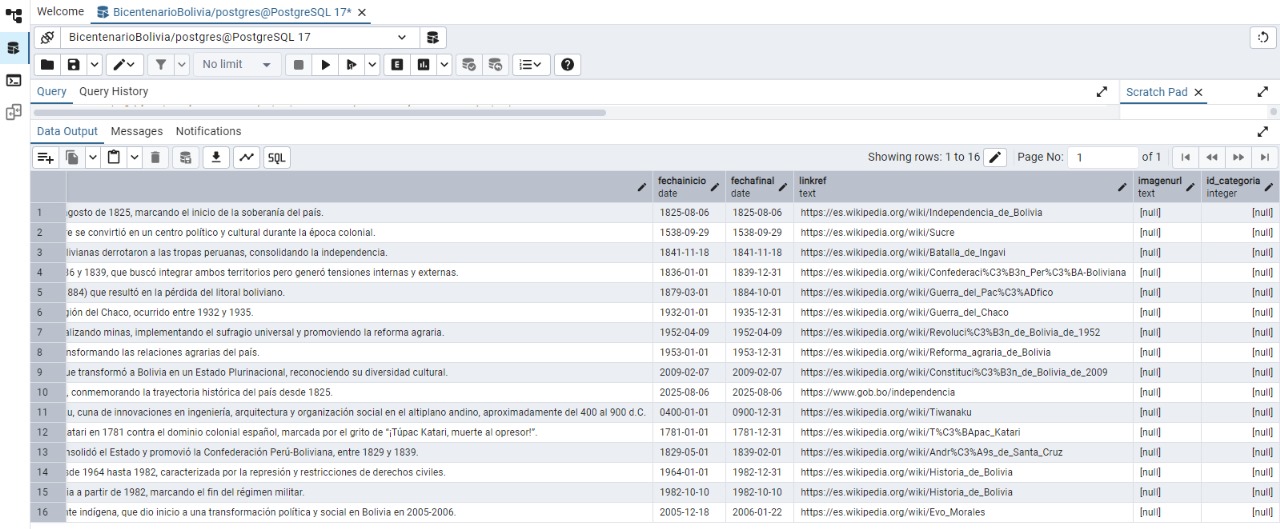 Welcome BicentenarioBolivia/postgres@PostgreSQL 17*
BicentenarioBolivia/postgres@PostgreSQL 17
No limit
Query Query History Scratch Pad
Data Output Messages Notifications
SQL Showing rows: 1 to 16 Page No: 1 of 1
fechainicio fechafinal linkref imagenurl id_categoria
date date text text integer
1 agosto de 1825, marcando el inicio de la soberanía del país. 1825-08-06 1825-08-06 https://es.wikipedia.org/wiki/Independencia_de_Bolivia [null] [null]
2 e se convirtió en un centro político y cultural durante la época colonial. 1538-09-29 1538-09-29 https://es.wikipedia.org/wiki/Sucre [null] [null]
3 livianas derrotaron a las tropas peruanas, consolidando la independencia. 1841-11-18 1841-11-18 https://es.wikipedia.org/wiki/Batalla_de_Ingavi [null] [null]
4 36 y 1839, que buscó integrar ambos territorios pero generó tensiones internas y externas. 1836-01-01 1839-12-31 https://es.wikipedia.org/wiki/Confederaci%C3%B3n_Per%C3%BA-Boliviana [null] [null]
5 884) que resultó en la pérdida del litoral boliviano. 1879-03-01 1884-10-01 https://es.wikipedia.org/wiki/Guerra_del_Pac%C3%ADfico [null] [null]
6 gión del Chaco, ocurrido entre 1932 y 1935. 1932-01-01 1935-12-31 https://es.wikipedia.org/wiki/Guerra_del_Chaco [null] [null]
7 alizando minas, implementando el sufragio universal y promoviendo la reforma agraria. 1952-04-09 1952-04-09 https://es.wikipedia.org/wiki/Revoluci%C3%B3n_de_Bolivia_de_1952 [null] [null]
8 nsformando las relaciones agrarias del país. 1953-01-01 1953-12-31 https://es.wikipedia.org/wiki/Reforma_agraria_de_Bolivia [null] [null]
9 ue transformó a Bolivia en un Estado Plurinacional, reconociendo su diversidad cultural. 2009-02-07 2009-02-07 https://es.wikipedia.org/wiki/Constituci%C3%B3n_de_Bolivia_de_2009 [null] [null]
10 , conmemorando la trayectoria histórica del país desde 1825. 2025-08-06 2025-08-06 https://www.gob.bo/independencia [null] [null]
11 u, cuna de innovaciones en ingeniería, arquitectura y organización social en el altiplano andino, aproximadamente del 400 al 900 d.C. 0400-01-01 0900-12-31 https://es.wikipedia.org/wiki/Tiwanaku [null] [null]
12 atari en 1781 contra el dominio colonial español, marcada por el grito de “¡Túpac Katari, muerte al opresor!”. 1781-01-01 1781-12-31 https://es.wikipedia.org/wiki/T%C3%BApac_Katari [null] [null]
13 nsolidó el Estado y promovió la Confederación Perú-Boliviana, entre 1829 y 1839. 1829-05-01 1839-02-01 https://es.wikipedia.org/wiki/Andr%C3%A9s_de_Santa_Cruz [null] [null]
14 sde 1964 hasta 1982, caracterizada por la represión y restricciones de derechos civiles. 1964-01-01 1982-12-31 https://es.wikipedia.org/wiki/Historia_de_Bolivia [null] [null]
15 ia a partir de 1982, marcando el fin del régimen militar. 1982-10-10 1982-10-10 https://es.wikipedia.org/wiki/Historia_de_Bolivia [null] [null]
16 te indígena, que dio inicio a una transformación política y social en Bolivia en 2005-2006. 2005-12-18 2006-01-22 https://es.wikipedia.org/wiki/Evo_Morales [null] [null]